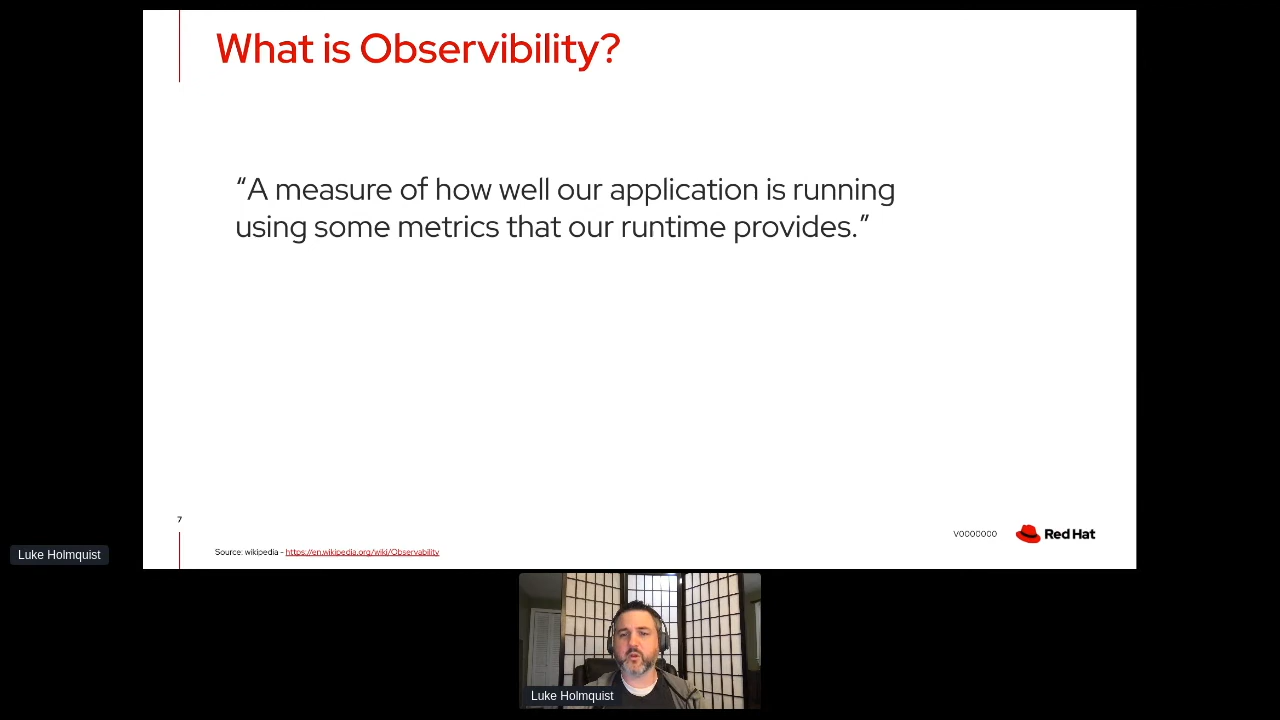 What is Observibility?
“A measure of how well our application is running
using some metrics that our runtime provides.”
7
V0000000
Red Hat
Source: wikipedia - https://en.wikipedia.org/wiki/Observability
Luke Holmquist
Luke Holmquist